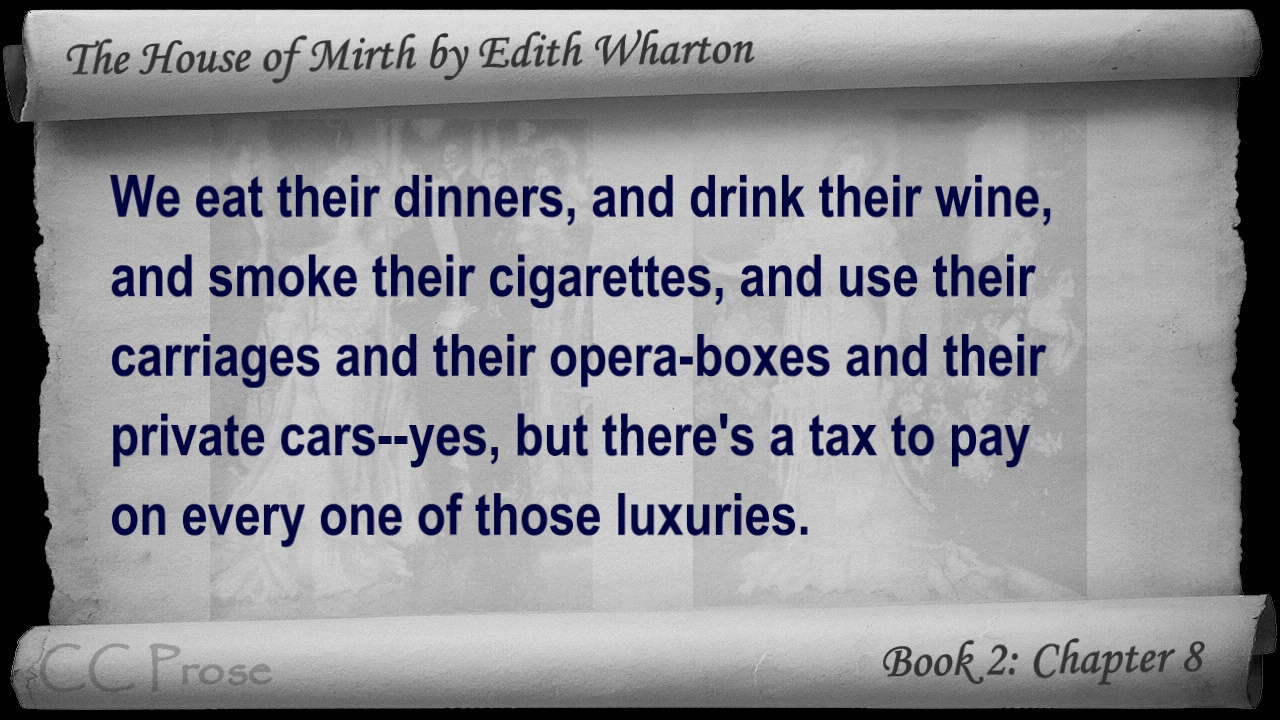 The House of Mirth by Edith Wharton
We eat their dinners, and drink their wine,
and smoke their cigarettes, and use their
carriages and their opera-boxes and their
private cars--yes, but there's a tax to pay
on every one of those luxuries.
CC Prose
Book 2: Chapter 8